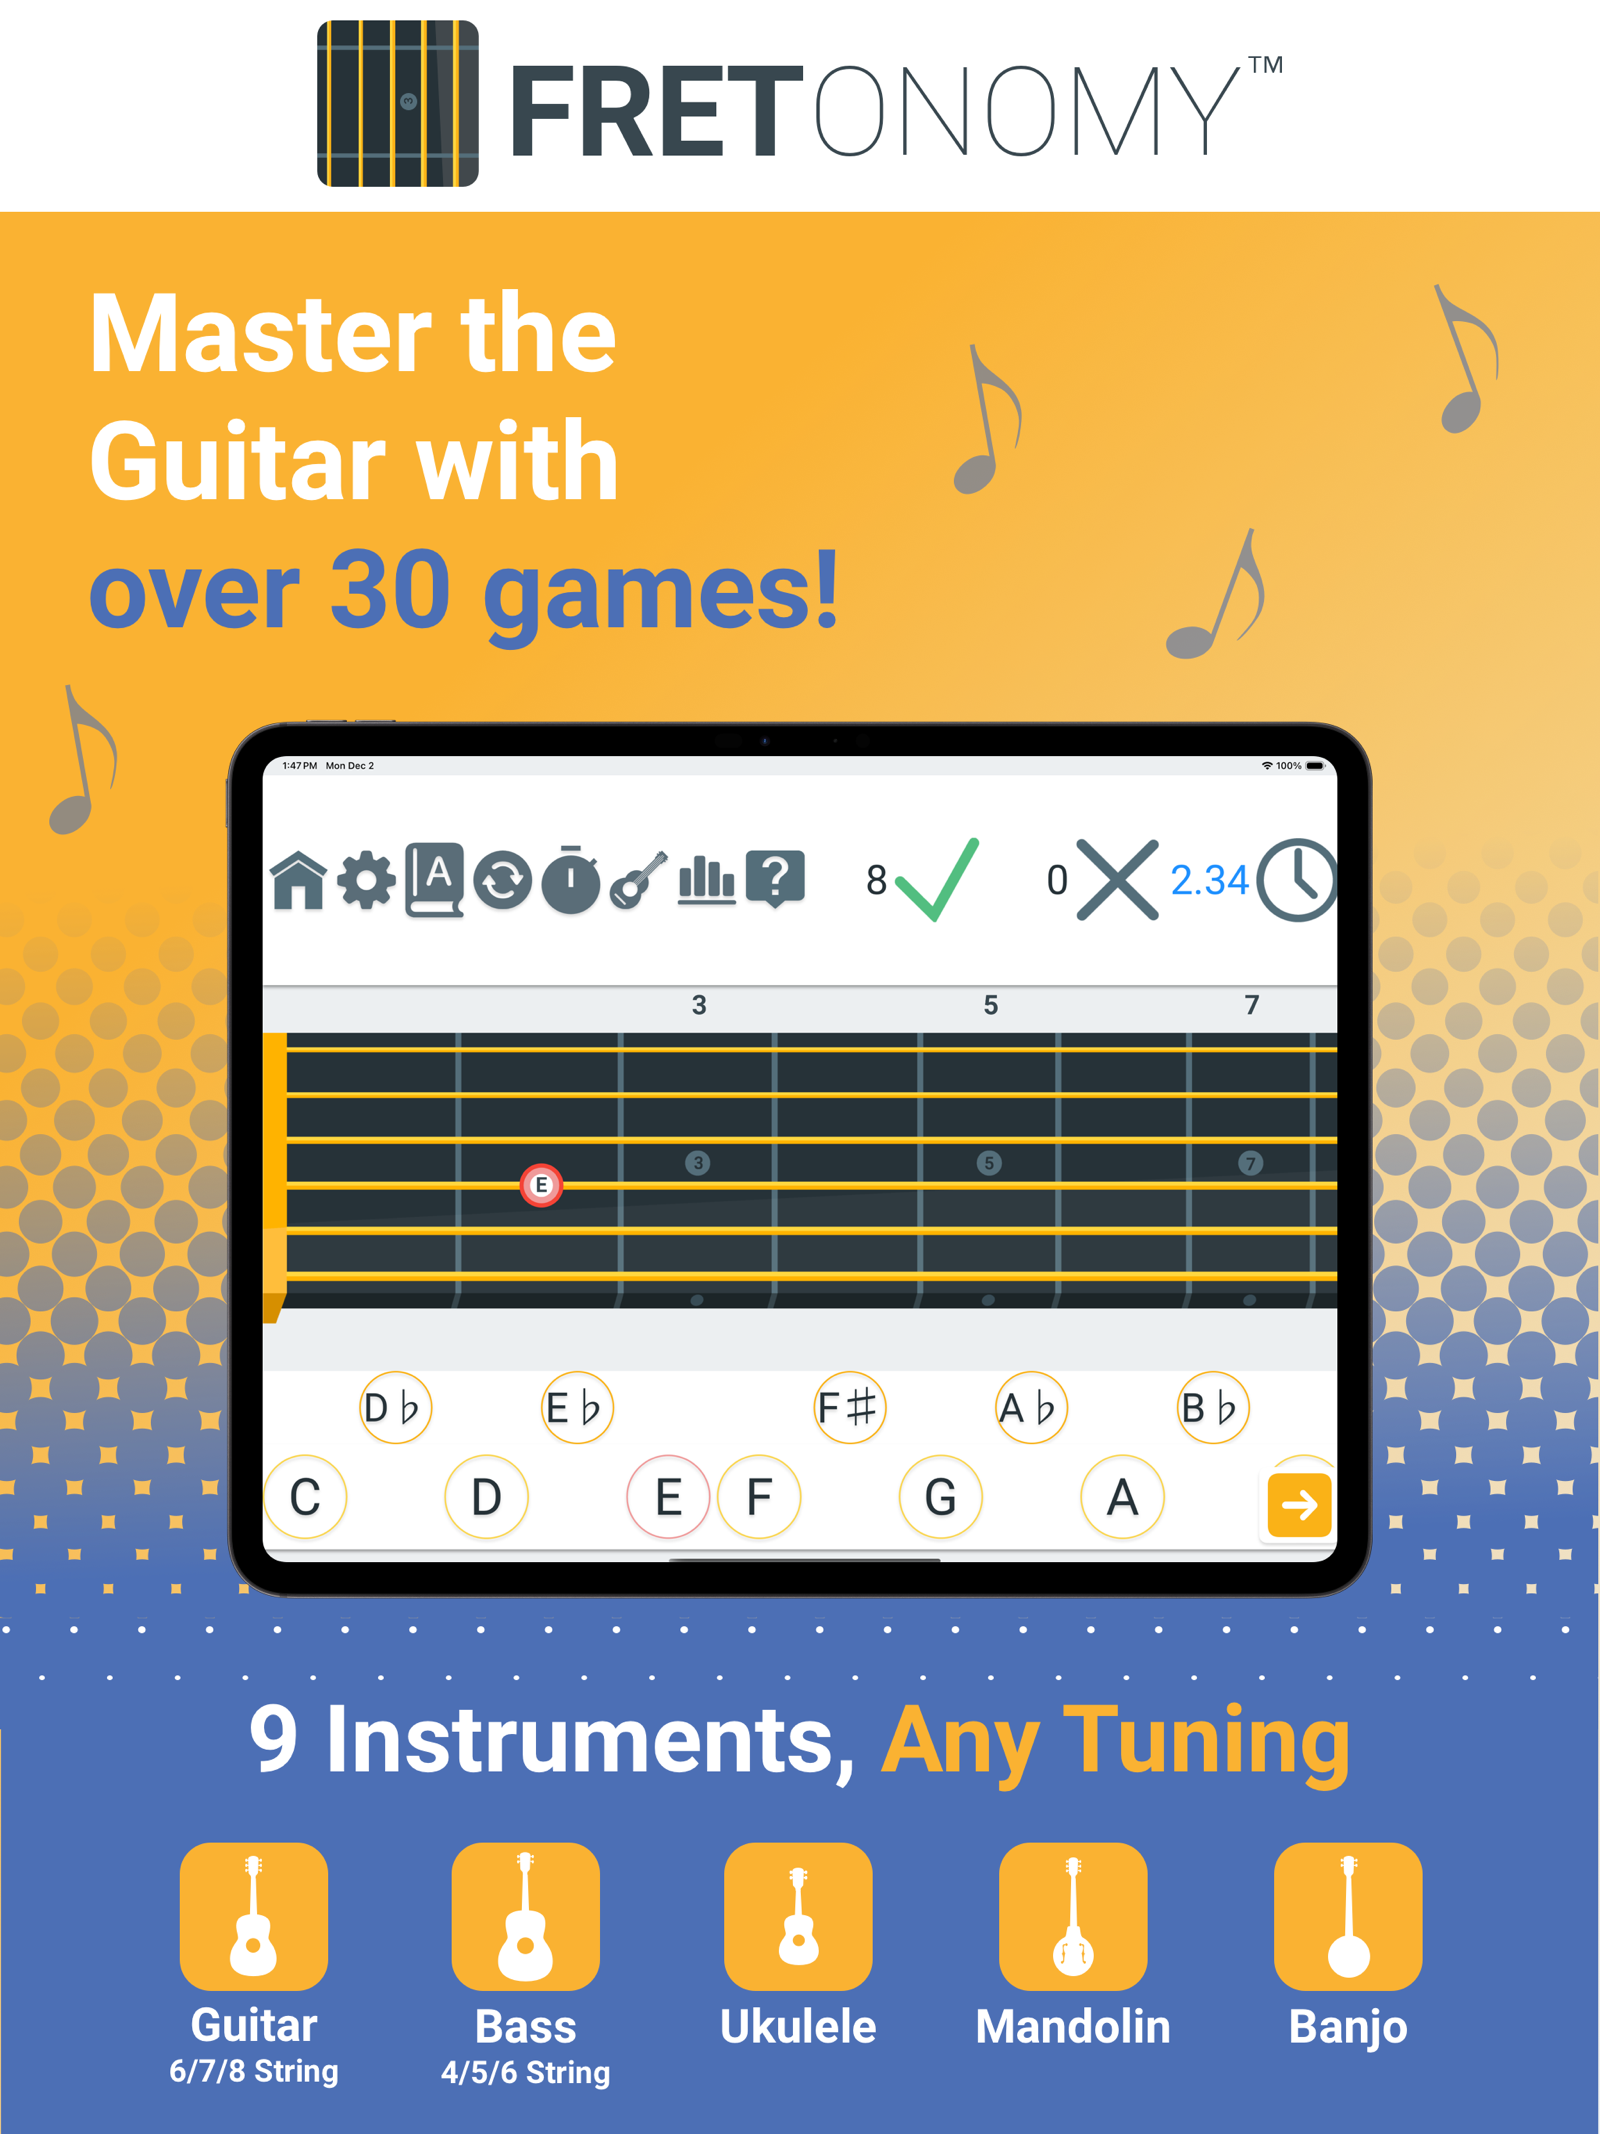 FRETONOMY™
3
Master the
Guitar with
over 30 games!
1:47 PM Mon Dec 2
100%
A
?
8
0
2.34
3 5 7
3 5 7
E
D♭ E♭ F♯ A♭ B♭
C D E F G A
9 Instruments, Any Tuning
Guitar Bass Ukulele Mandolin Banjo
6/7/8 String 4/5/6 String